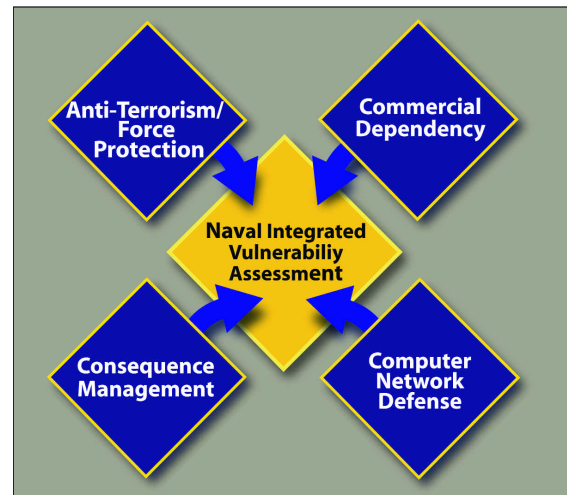 Anti-Terrorism/
Force
Protection
Commercial
Dependency
Naval Integrated
Vulnerabiliy
Assessment
Consequence
Management
Computer
Network
Defense